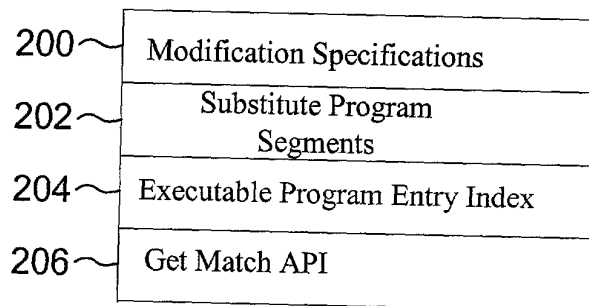 200 Modification Specifications
202 Substitute Program
Segments
204 Executable Program Entry Index
206 Get Match API